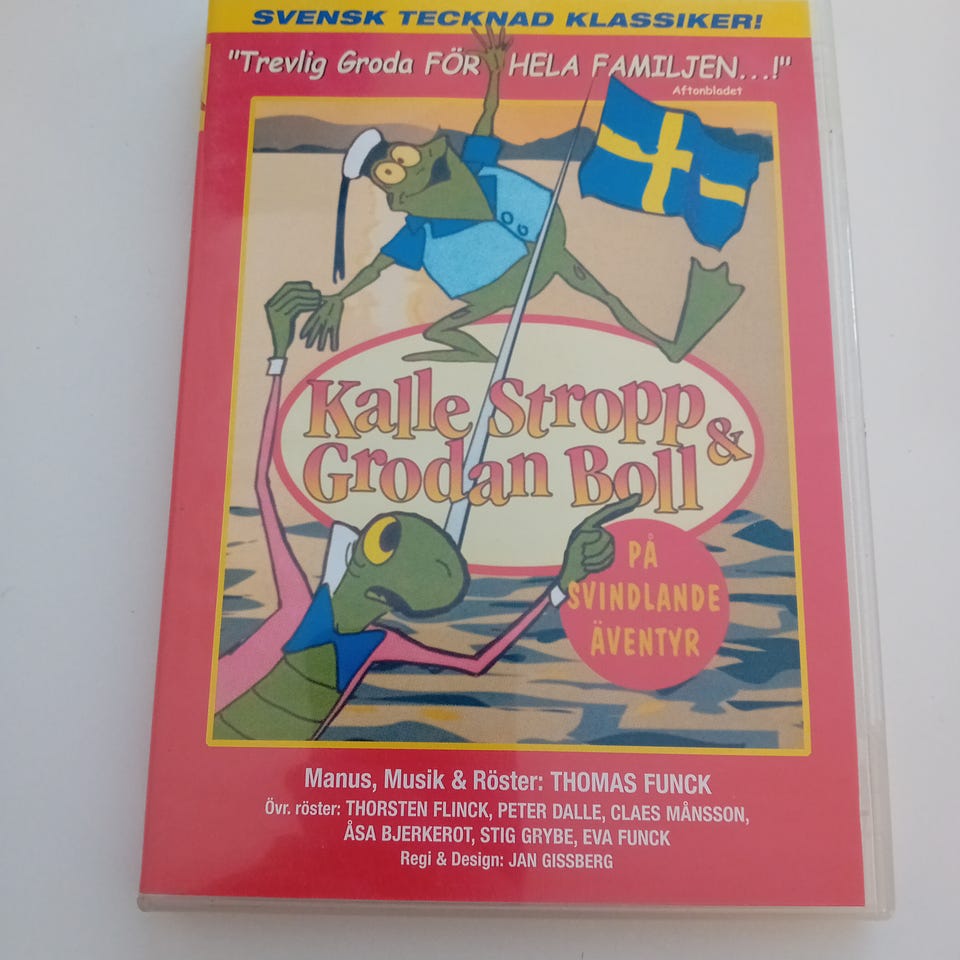 SVENSK TECKNAD KLASSIKER!
"Trevlig Groda FÖR HELA FAMILJEN...!"
Aftonbladet
Kalle Stropp &
Grodan Boll
PÅ
SVINDLANDE
ÄVENTYR
Manus, Musik & Röster: THOMAS FUNCK
Övr. röster: THORSTEN FLINCK, PETER DALLE, CLAES MÅNSSON,
ÅSA BJERKEROT, STIG GRYBE, EVA FUNCK
Regi & Design: JAN GISSBERG